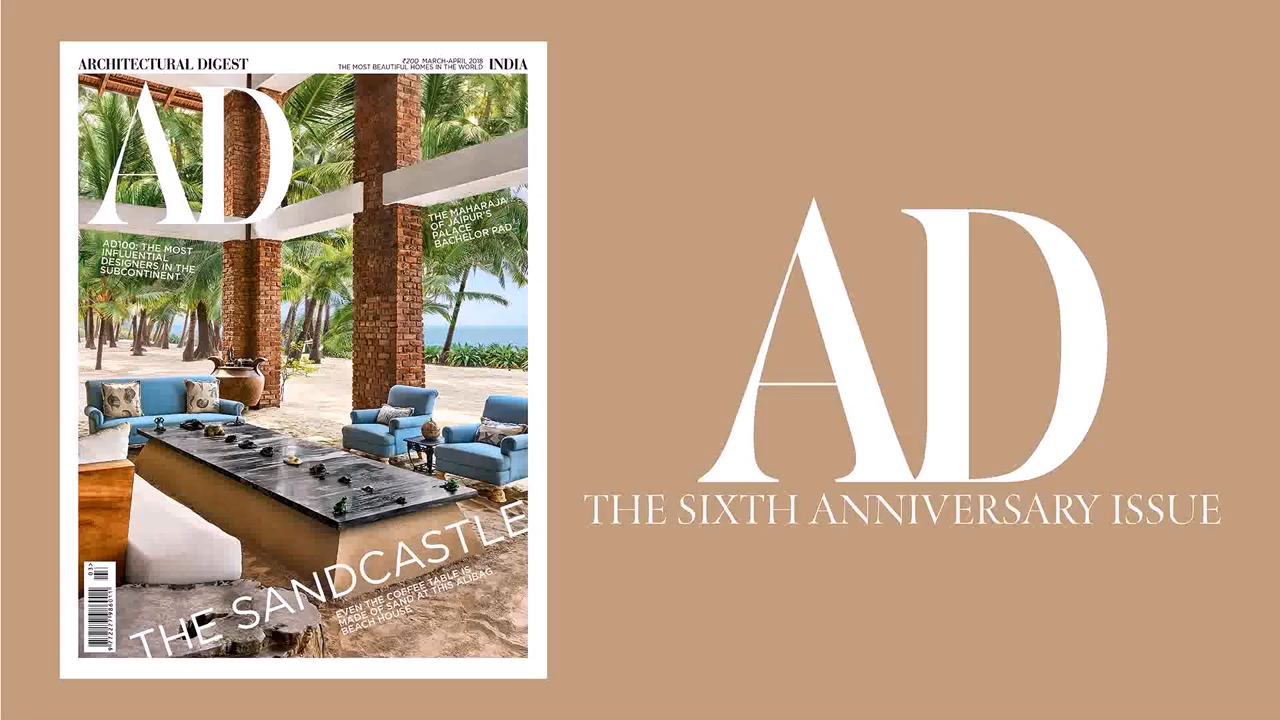 ARCHITECTURAL DIGEST
₹200 MARCH-APRIL 2018
THE MOST BEAUTIFUL HOMES IN THE WORLD
INDIA
AD
THE MAHARAJA
OF JAIPUR'S
PALACE
BACHELOR PAD
AD100: THE MOST
INFLUENTIAL
DESIGNERS IN THE
SUBCONTINENT
THE SANDCASTLE
EVEN THE COFFEE TABLE IS
MADE OF SAND AT THIS ALIBAG
BEACH HOUSE
03>
AD
THE SIXTH ANNIVERSARY ISSUE